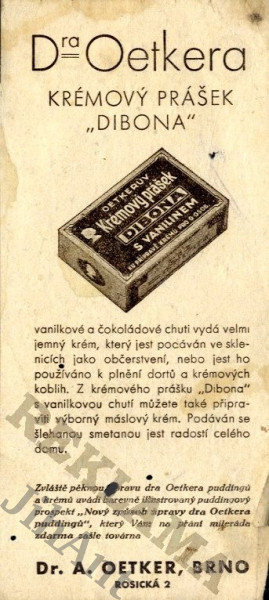 Dra Oetkera
KRÉMOVÝ PRÁŠEK
„DIBONA“
OETKERŮV
Krémový prášek
DIBONA
S VANILINEM
vanilkové a čokoládové chuti vydá velmi
jemný krém, který jest podáván ve skle-
nicích jako občerstvení, nebo jest ho
používáno k plnění dortů a krémových
koblih. Z krémového prášku „Dibona“
s vanilkovou chutí můžete také připra-
viti výborný máslový krém. Podáván se
šlehanou smetanou jest radostí celého
domu.
Zvláště pěknou úpravu dra Oetkera puddingů
a krémů uvádí barevně illustrovaný puddingový
prospekt „Nový způsob úpravy dra Oetkera
puddingů“, který Vám na přání mileráda
zdarma zašle továrna
Dr. A. OETKER, BRNO
ROSICKÁ 2